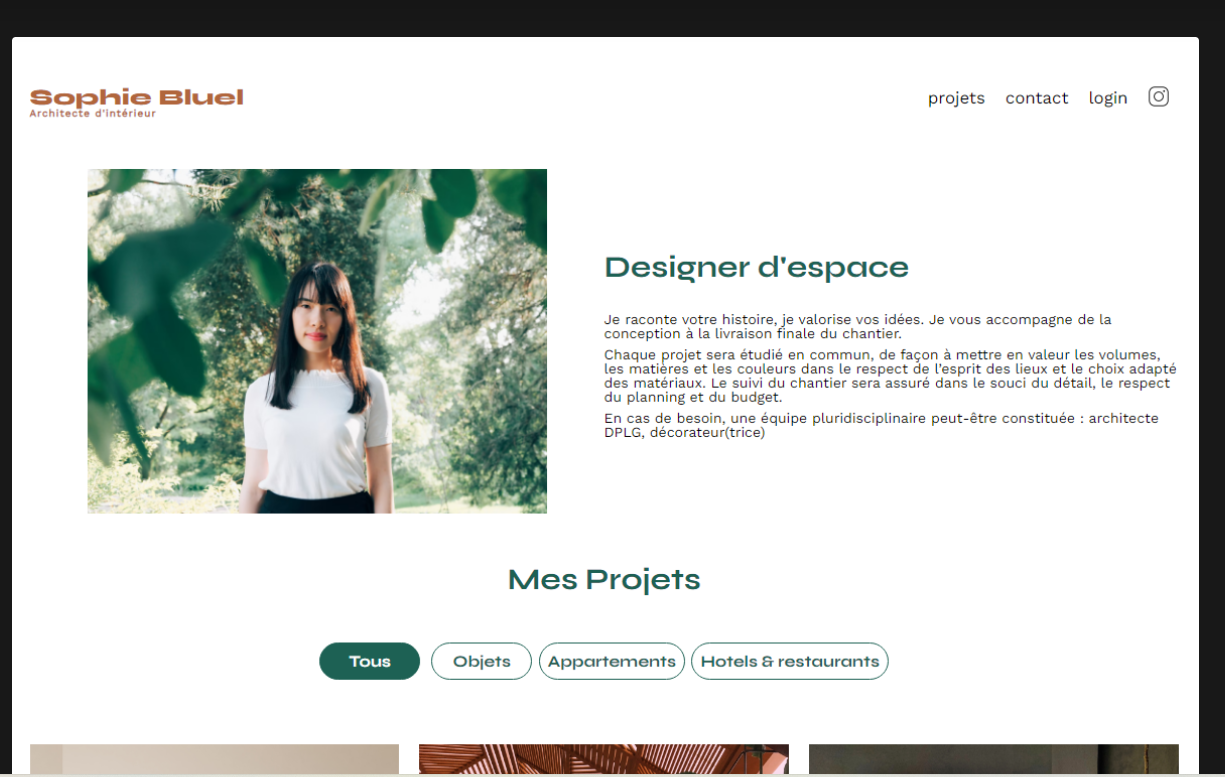 Sophie Bluel
Architecte d'intérieur
projets contact login
Designer d'espace
Je raconte votre histoire, je valorise vos idées. Je vous accompagne de la
conception à la livraison finale du chantier.
Chaque projet sera étudié en commun, de façon à mettre en valeur les volumes,
les matières et les couleurs dans le respect de l’esprit des lieux et le choix adapté
des matériaux. Le suivi du chantier sera assuré dans le souci du détail, le respect
du planning et du budget.
En cas de besoin, une équipe pluridisciplinaire peut-être constituée : architecte
DPLG, décorateur(trice)
Mes Projets
Tous Objets Appartements Hotels & restaurants